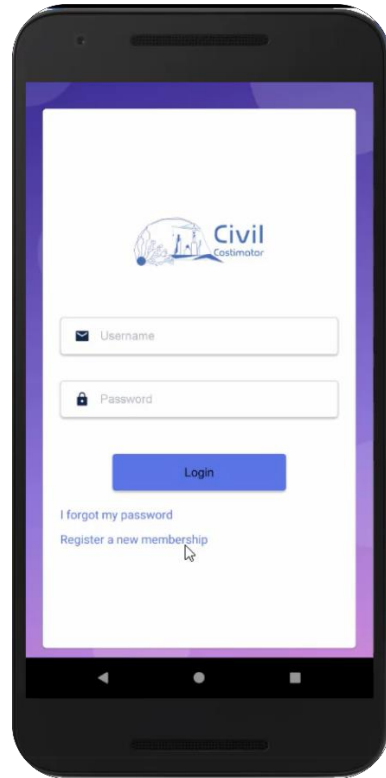 Civil
Costimator
Username
Password
Login
I forgot my password
Register a new membership